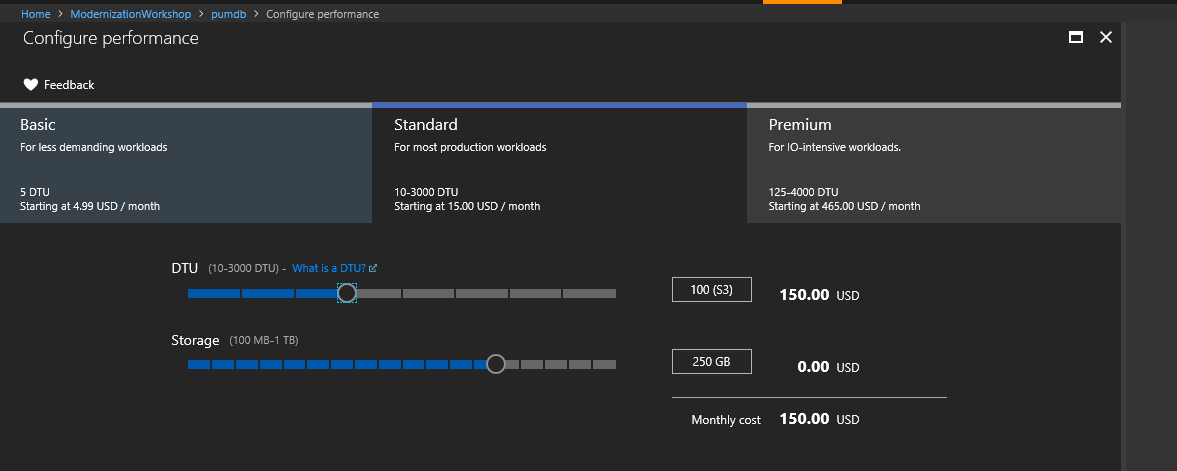 Home > ModernizationWorkshop > pumdb > Configure performance
Configure performance
Feedback
Basic
For less demanding workloads
5 DTU
Starting at 4.99 USD / month
Standard
For most production workloads
10-3000 DTU
Starting at 15.00 USD / month
Premium
For IO-intensive workloads.
125-4000 DTU
Starting at 465.00 USD / month
DTU (10-3000 DTU) - What is a DTU?
100 (S3) 150.00 USD
Storage (100 MB-1 TB)
250 GB 0.00 USD
Monthly cost 150.00 USD